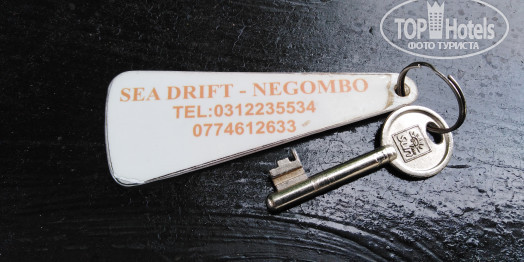 TOP Hotels
ФОТО ТУРИСТА
SEA DRIFT - NEGOMBO
TEL:0312235534
0774612633